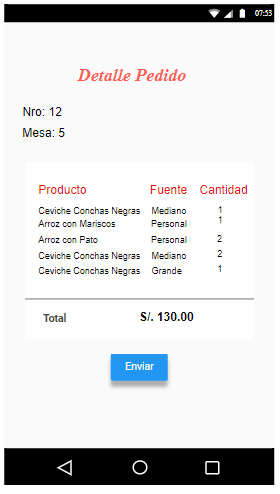 07:53
Detalle Pedido
Nro: 12
Mesa: 5
Producto Fuente Cantidad
Ceviche Conchas Negras Mediano 1
Arroz con Mariscos Personal 1
Arroz con Pato Personal 2
Ceviche Conchas Negras Mediano 2
Ceviche Conchas Negras Grande 1
Total S/. 130.00
Enviar